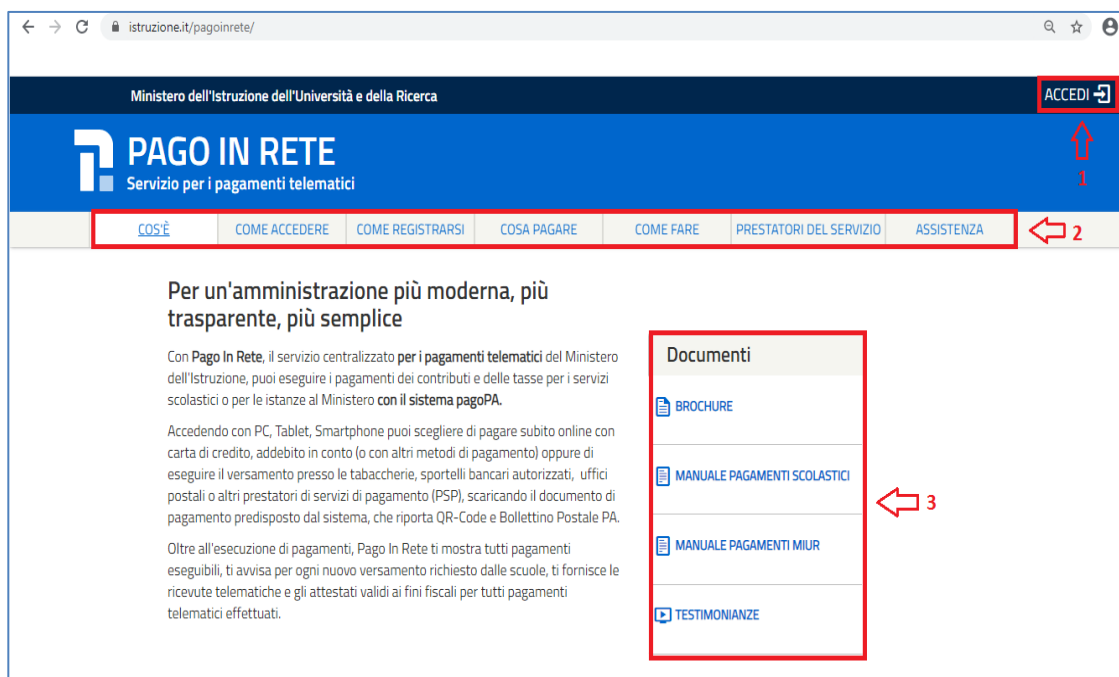 istruzione.it/pagoinrete/
Ministero dell'Istruzione dell'Università e della Ricerca
ACCEDI
1
PAGO IN RETE
Servizio per i pagamenti telematici
COS'È COME ACCEDERE COME REGISTRARSI COSA PAGARE COME FARE PRESTATORI DEL SERVIZIO ASSISTENZA
2
Per un'amministrazione più moderna, più
trasparente, più semplice
Con Pago In Rete, il servizio centralizzato per i pagamenti telematici del Ministero
dell'Istruzione, puoi eseguire i pagamenti dei contributi e delle tasse per i servizi
scolastici o per le istanze al Ministero con il sistema pagoPA.
Accedendo con PC, Tablet, Smartphone puoi scegliere di pagare subito online con
carta di credito, addebito in conto (o con altri metodi di pagamento) oppure di
eseguire il versamento presso le tabaccherie, sportelli bancari autorizzati, uffici
postali o altri prestatori di servizi di pagamento (PSP), scaricando il documento di
pagamento predisposto dal sistema, che riporta QR-Code e Bollettino Postale PA.
Oltre all'esecuzione di pagamenti, Pago In Rete ti mostra tutti pagamenti
eseguibili, ti avvisa per ogni nuovo versamento richiesto dalle scuole, ti fornisce le
ricevute telematiche e gli attestati validi ai fini fiscali per tutti pagamenti
telematici effettuati.
Documenti
BROCHURE
MANUALE PAGAMENTI SCOLASTICI
3
MANUALE PAGAMENTI MIUR
TESTIMONIANZE